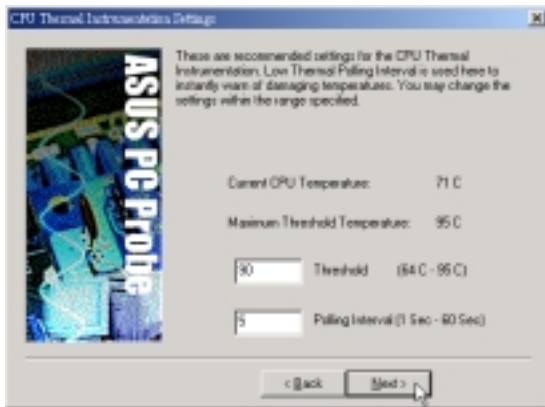 CPU Thermal Instrumentation Settings
ASUS PC Probe
These are recommended settings for the CPU Thermal
Instrumentation. Low Thermal Polling Interval is used here to
instantly warn of damaging temperatures. You may change the
settings within the range specified.
Current CPU Temperature: 71 C
Maximum Threshold Temperature: 95 C
90 Threshold (64 C - 95 C)
5 Polling Interval (1 Sec - 60 Sec)
< Back Next >